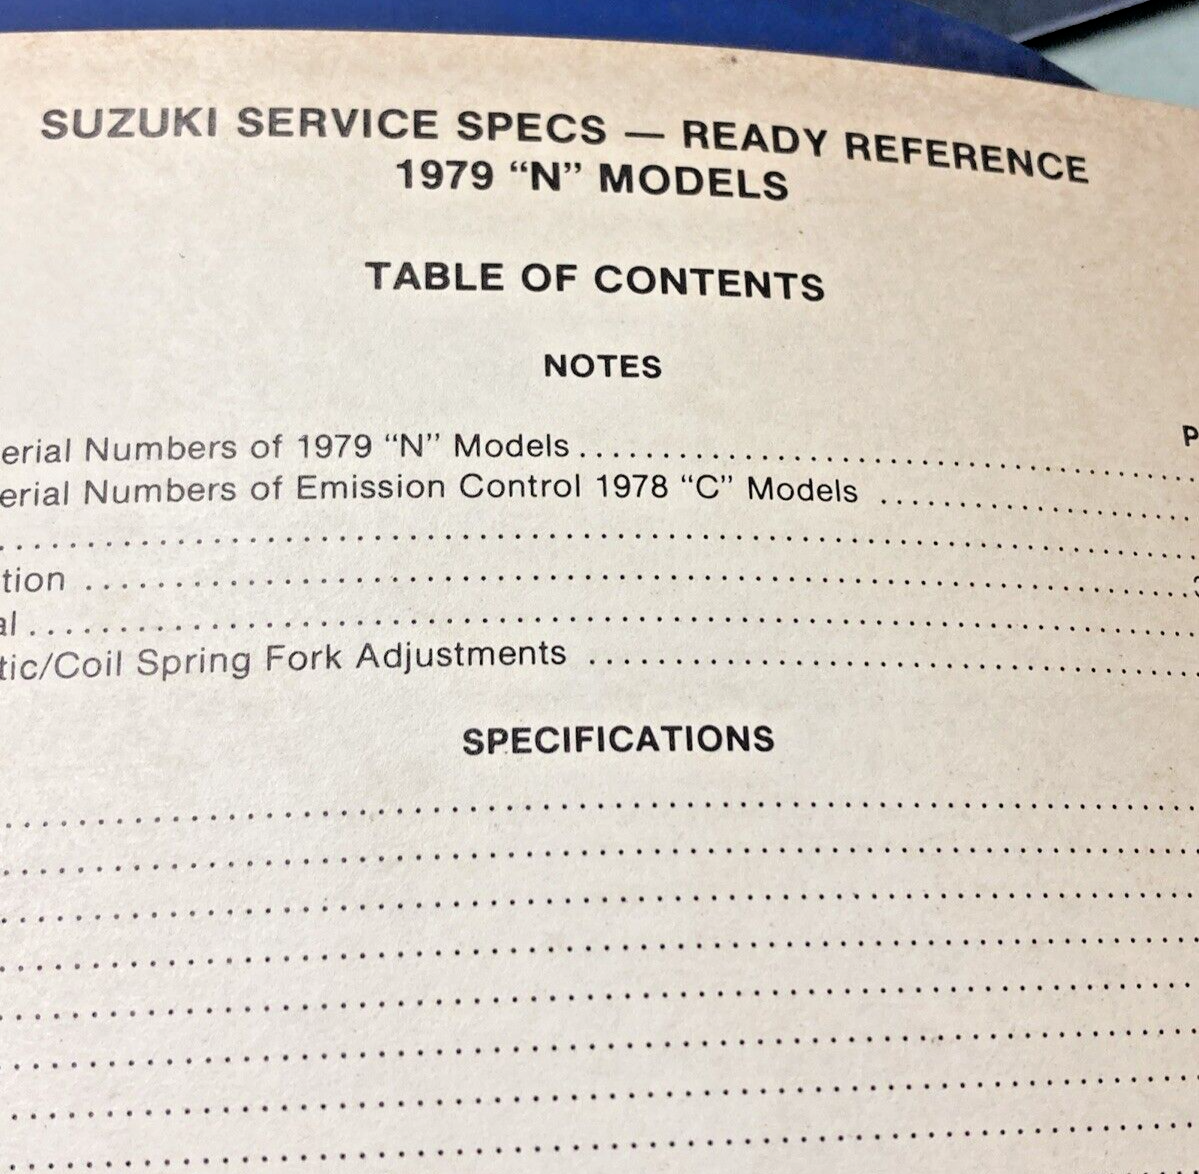 SUZUKI SERVICE SPECS — READY REFERENCE
1979 “N” MODELS
TABLE OF CONTENTS
NOTES
P
erial Numbers of 1979 “N” Models
erial Numbers of Emission Control 1978 “C” Models
tion
al
tic/Coil Spring Fork Adjustments
SPECIFICATIONS